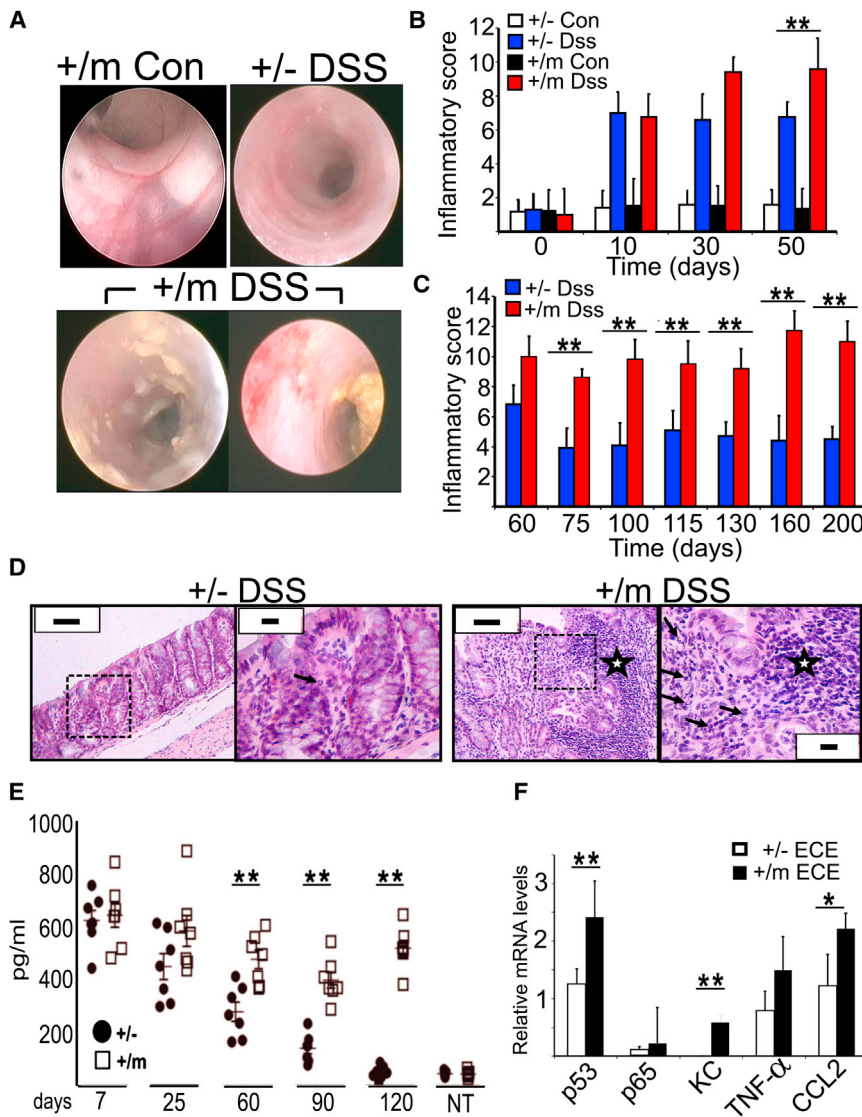 A
+/m Con
+/- DSS
+/m DSS
B
+/- Con
+/- Dss
+/m Con
+/m Dss
**
Inflammatory score
12
10
8
6
4
2
0 10 30 50
Time (days)
C
+/- Dss
+/m Dss
** ** ** ** ** **
Inflammatory score
14
12
10
8
6
4
60 75 100 115 130 160 200
Time (days)
D
+/- DSS
+/m DSS
E
1000
800
600
400
200
pg/ml
** ** **
+/-
+/m
days 7 25 60 90 120 NT
F
+/- ECE
+/m ECE
Relative mRNA levels
3
2
1
0
** ** *
p53 p65 KC TNF-α CCL2